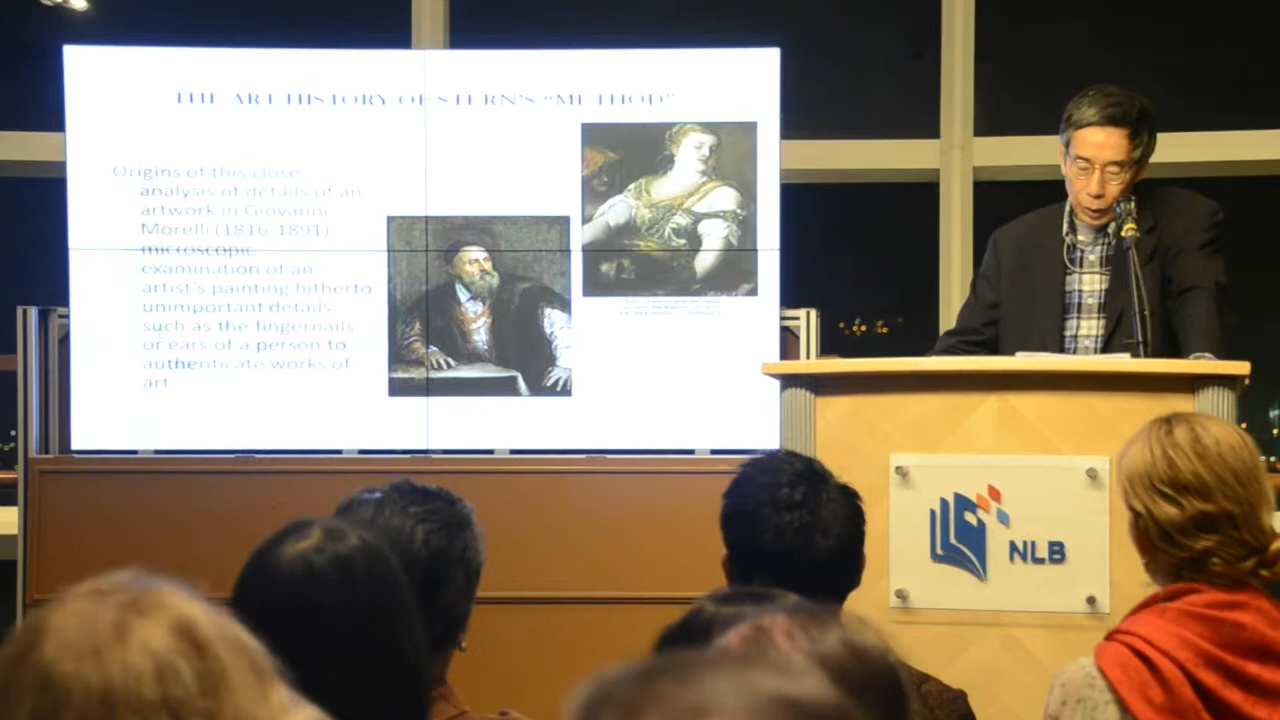 THE ART HISTORY OF STERN'S "METHOD"
Origins of this close
analysis of details of an
artwork in Giovanni
Morelli (1816-1891)
microscopic
examination of an
artist's painting hitherto
unimportant details
such as the fingernails
or ears of a person to
authenticate works of
art
NLB